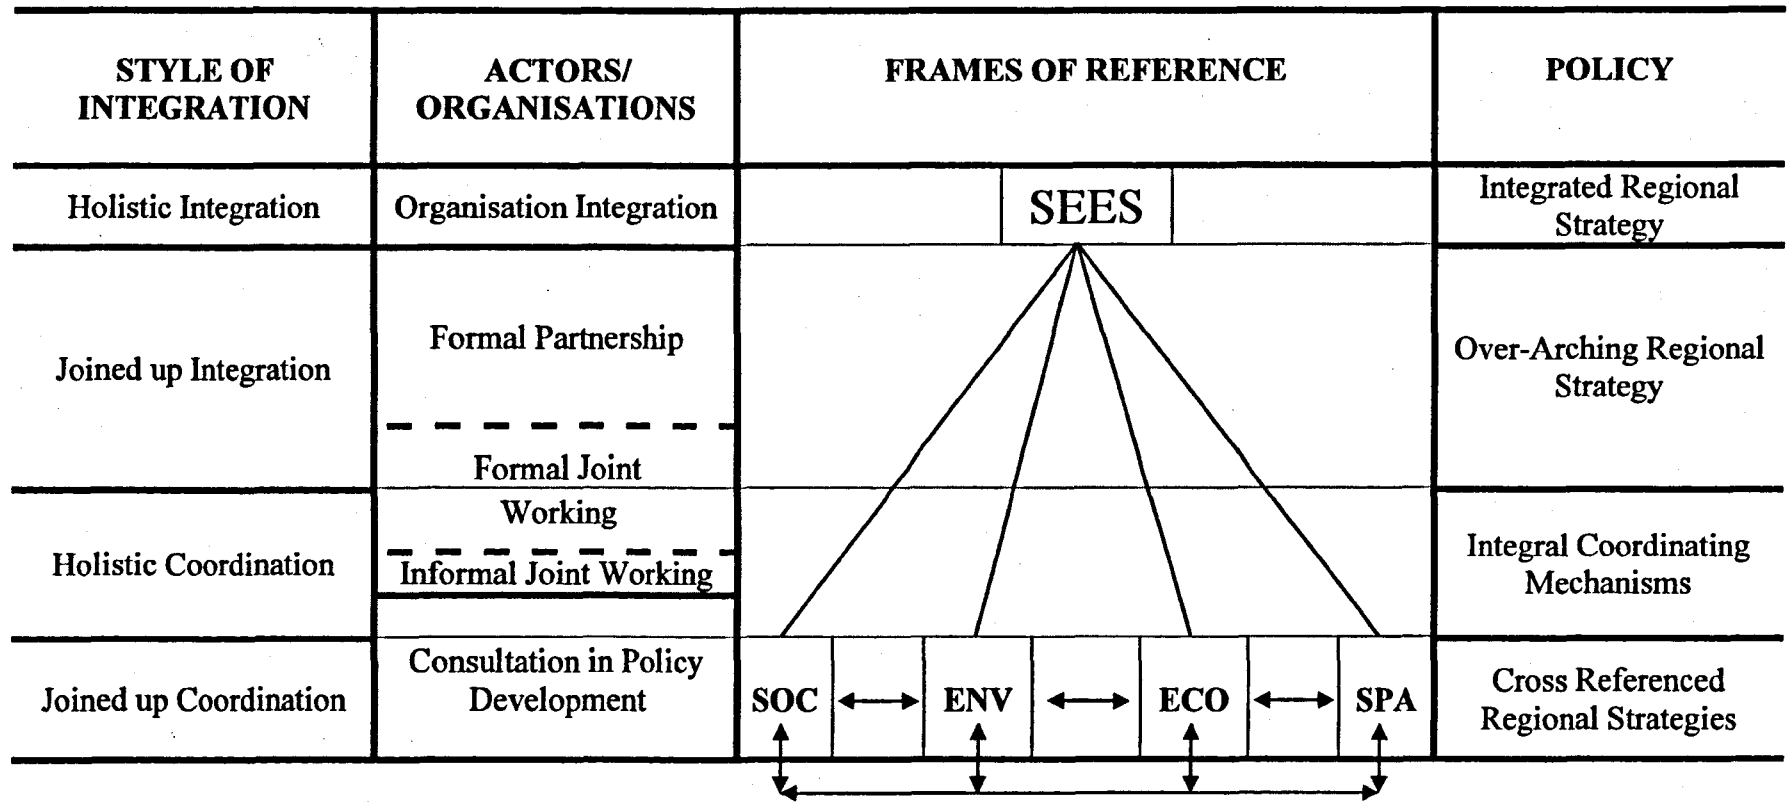 STYLE OF
INTEGRATION
ACTORS/
ORGANISATIONS
FRAMES OF REFERENCE
POLICY
Holistic Integration
Organisation Integration
SEES
Integrated Regional
Strategy
Joined up Integration
Formal Partnership
Formal Joint
Working
Over-Arching Regional
Strategy
Holistic Coordination
Informal Joint Working
Integral Coordinating
Mechanisms
Joined up Coordination
Consultation in Policy
Development
SOC
ENV
ECO
SPA
Cross Referenced
Regional Strategies